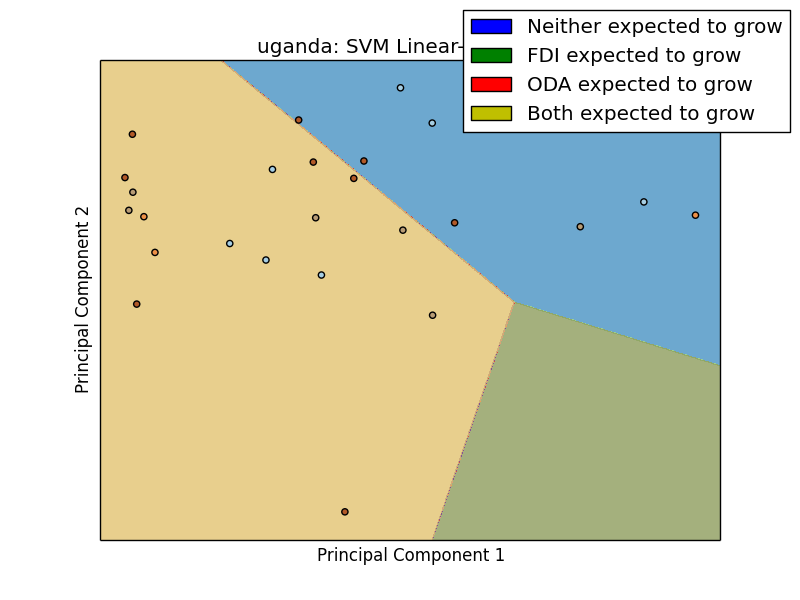 uganda: SVM Linear-
Neither expected to grow
FDI expected to grow
ODA expected to grow
Both expected to grow
Principal Component 2
Principal Component 1